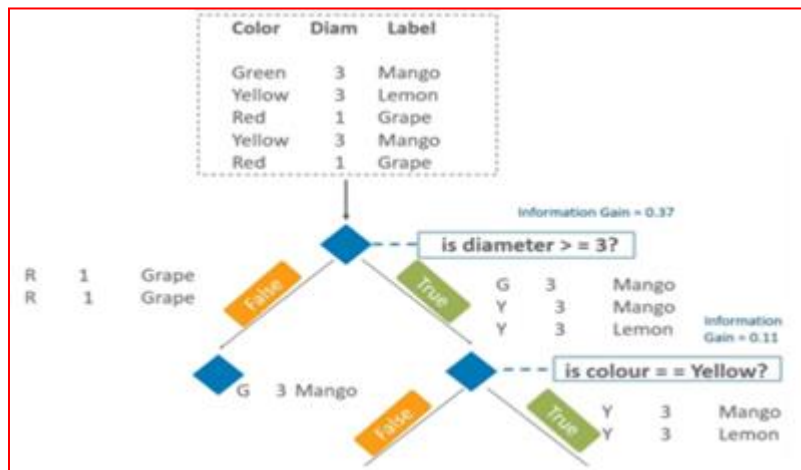 Color Diam Label
Green 3 Mango
Yellow 3 Lemon
Red 1 Grape
Yellow 3 Mango
Red 1 Grape
Information Gain = 0.37
is diameter > = 3?
R 1 Grape
R 1 Grape
False
True
G 3 Mango
Y 3 Mango
Y 3 Lemon
Information
Gain = 0.11
is colour = = Yellow?
G 3 Mango
False
True
Y 3 Mango
Y 3 Lemon